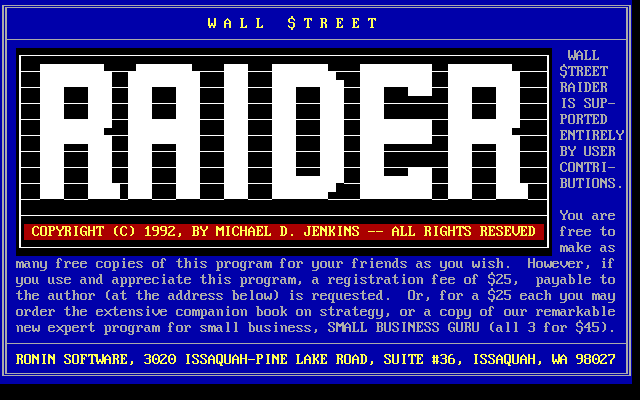 WALL $TREET
RAIDER
WALL
$TREET
RAIDER
IS SUP-
PORTED
ENTIRELY
BY USER
CONTRI-
BUTIONS.
You are
free to
make as
COPYRIGHT (C) 1992, BY MICHAEL D. JENKINS -- ALL RIGHTS RESEVED
many free copies of this program for your friends as you wish. However, if
you use and appreciate this program, a registration fee of $25, payable to
the author (at the address below) is requested. Or, for a $25 each you may
order the extensive companion book on strategy, or a copy of our remarkable
new expert program for small business, SMALL BUSINESS GURU (all 3 for $45).
RONIN SOFTWARE, 3020 ISSAQUAH-PINE LAKE ROAD, SUITE #36, ISSAQUAH, WA 98027